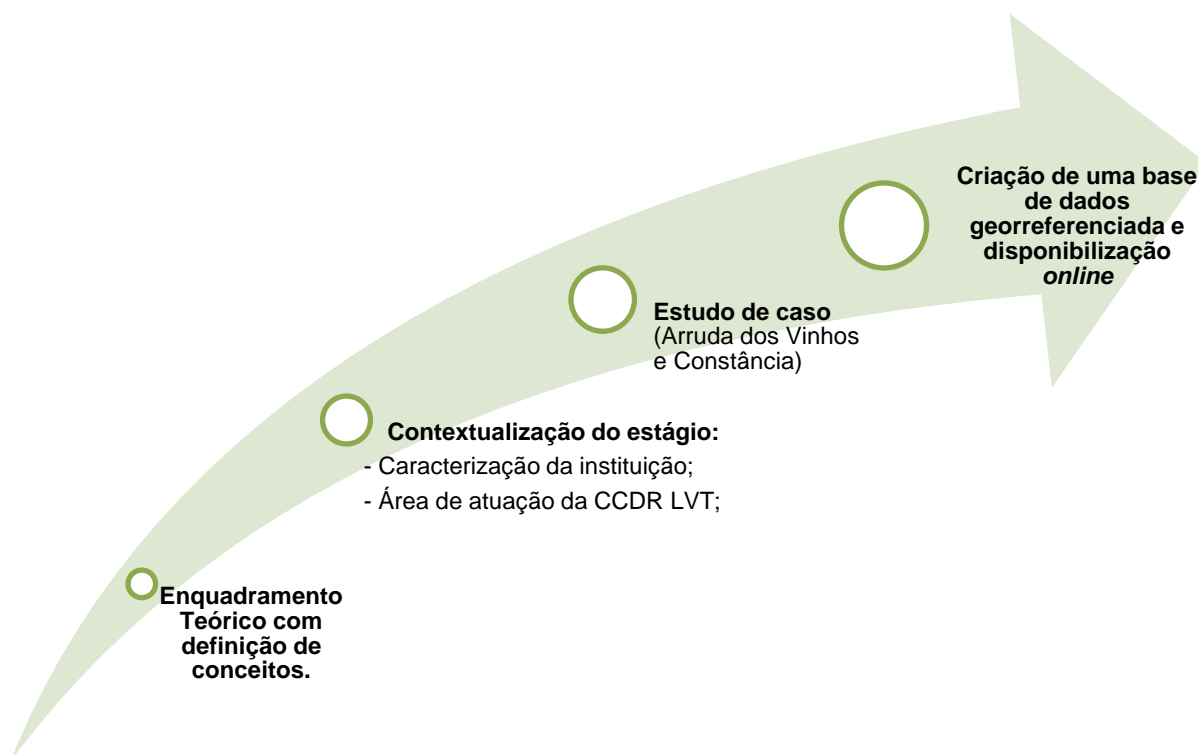 Criação de uma base
de dados
georreferenciada e
disponibilização
online
Estudo de caso
(Arruda dos Vinhos
e Constância)
Contextualização do estágio:
- Caracterização da instituição;
- Área de atuação da CCDR LVT;
Enquadramento
Teórico com
definição de
conceitos.